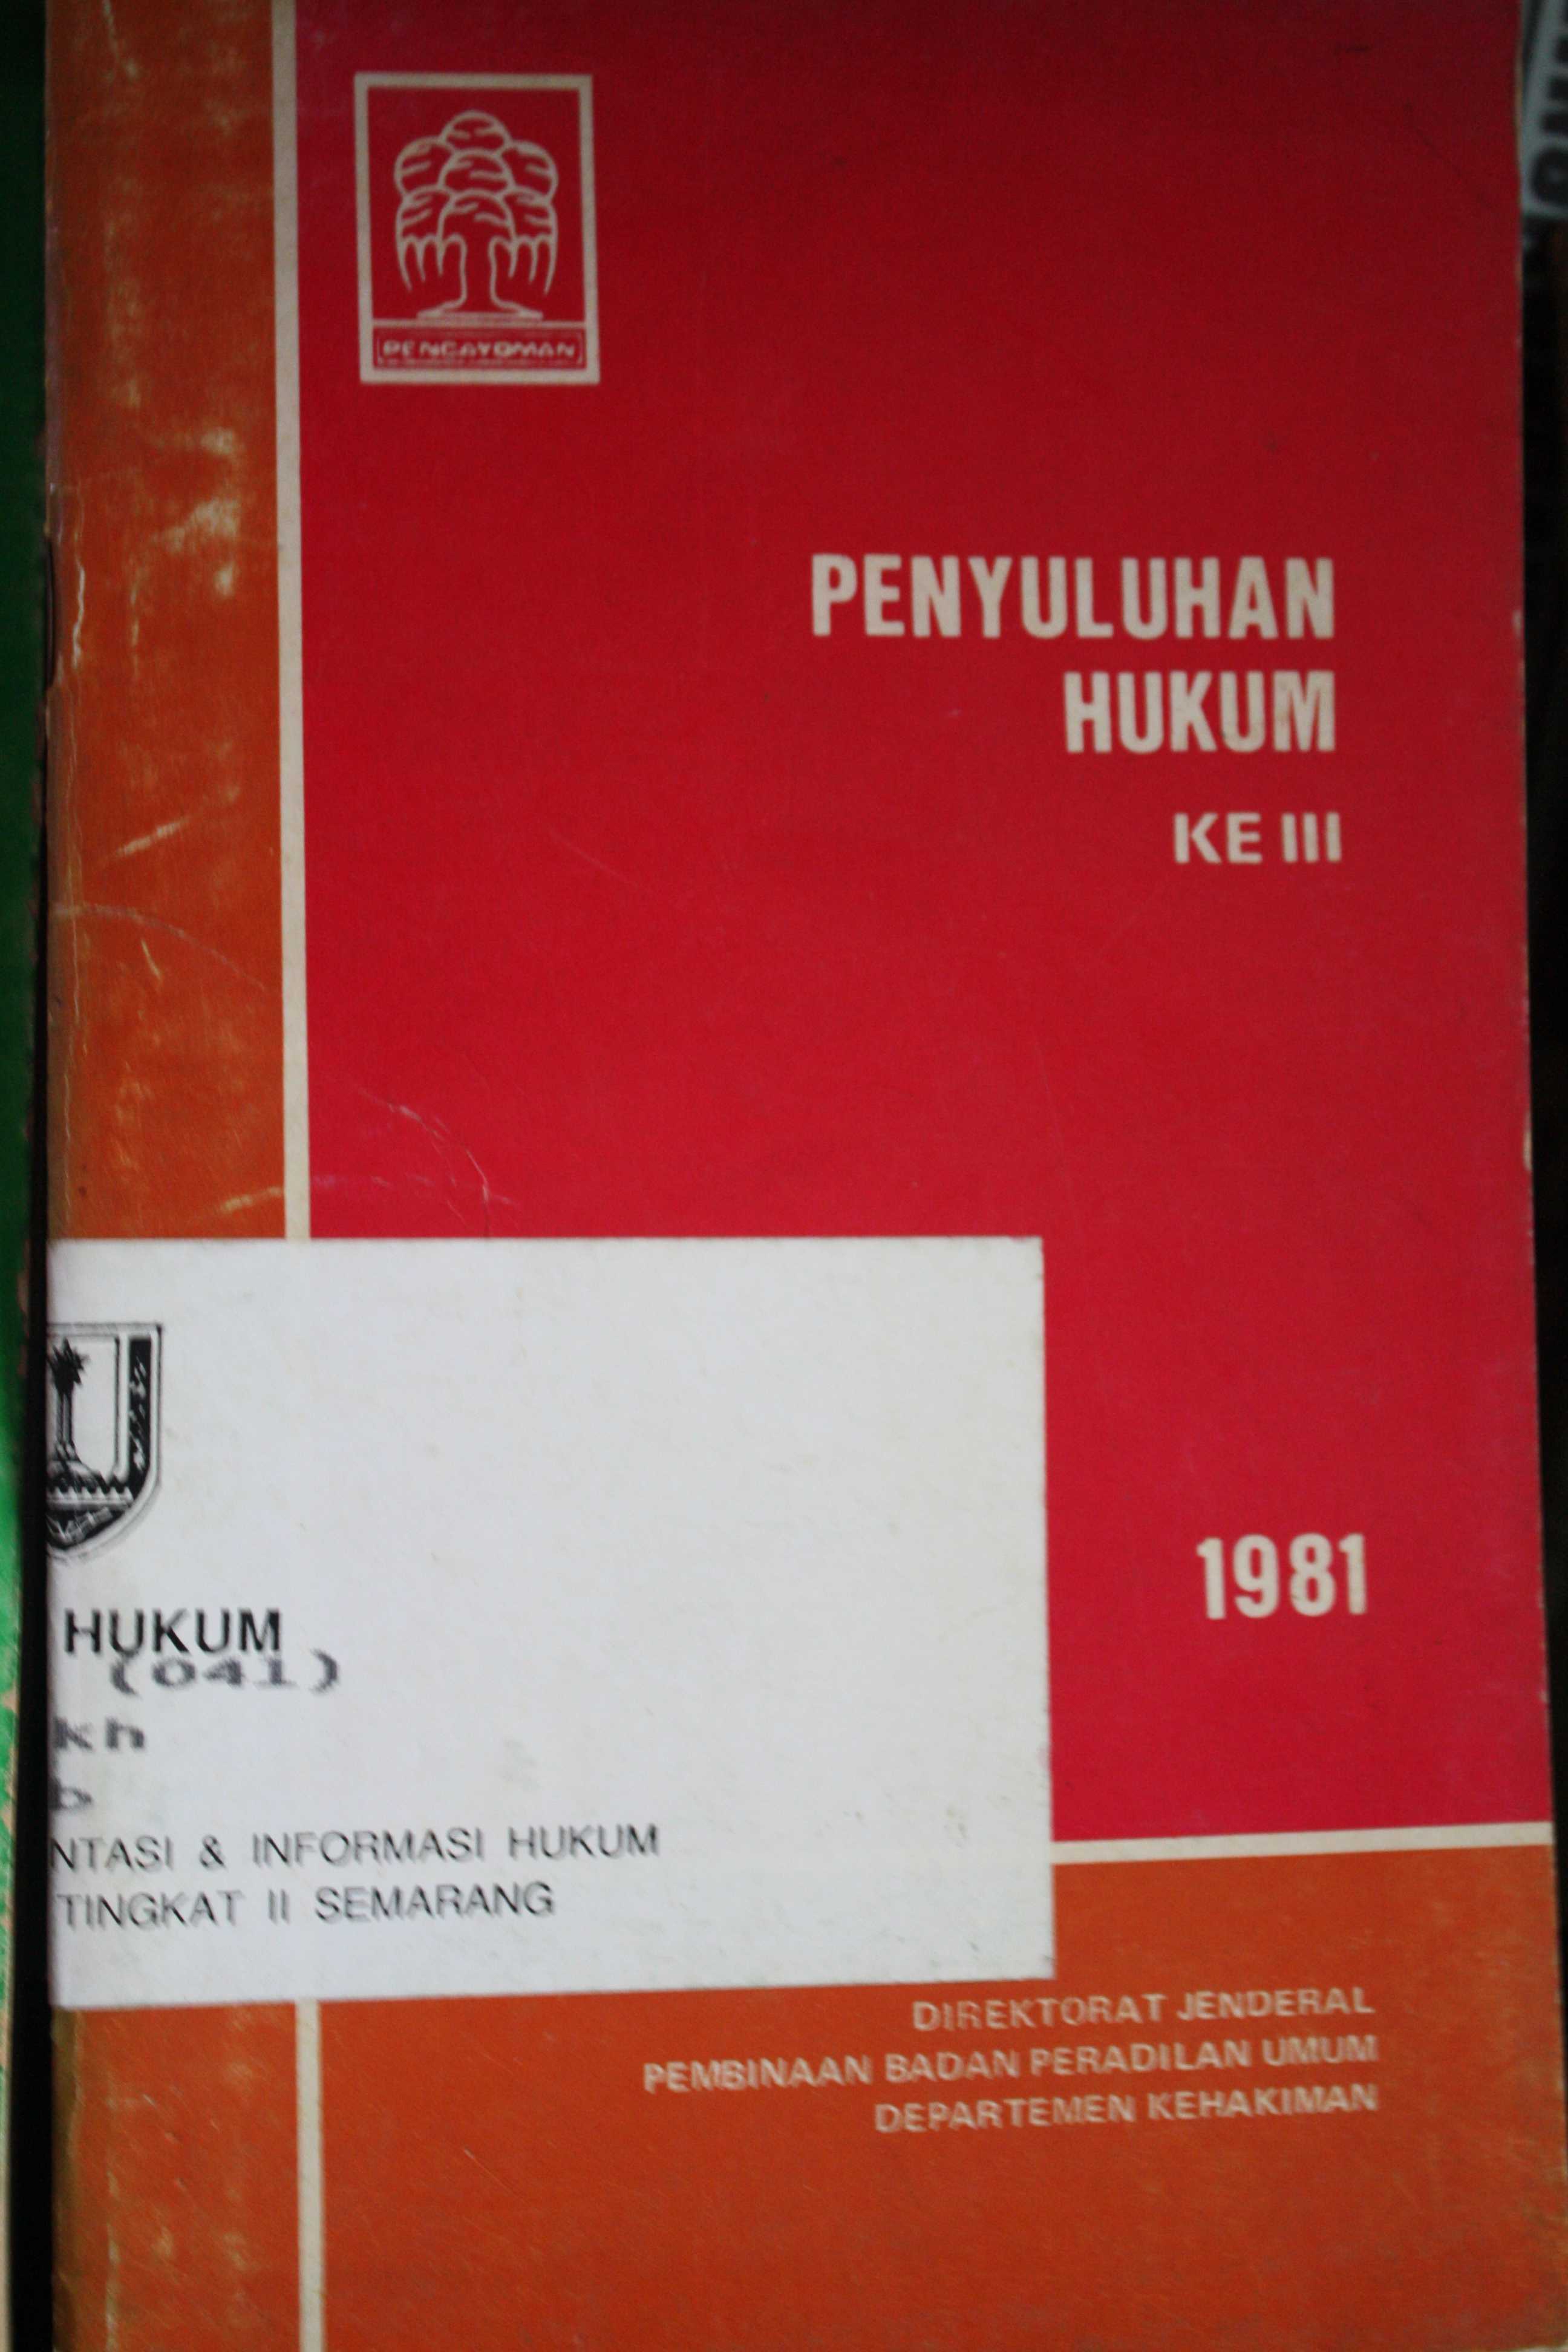 PENGAYOMAN
PENYULUHAN
HUKUM
KE III
1981
HUKUM
(041)
kh
b
NTASI & INFORMASI HUKUM
TINGKAT II SEMARANG
DIREKTORAT JENDERAL
PEMBINAAN BADAN PERADILAN UMUM
DEPARTEMEN KEHAKIMAN